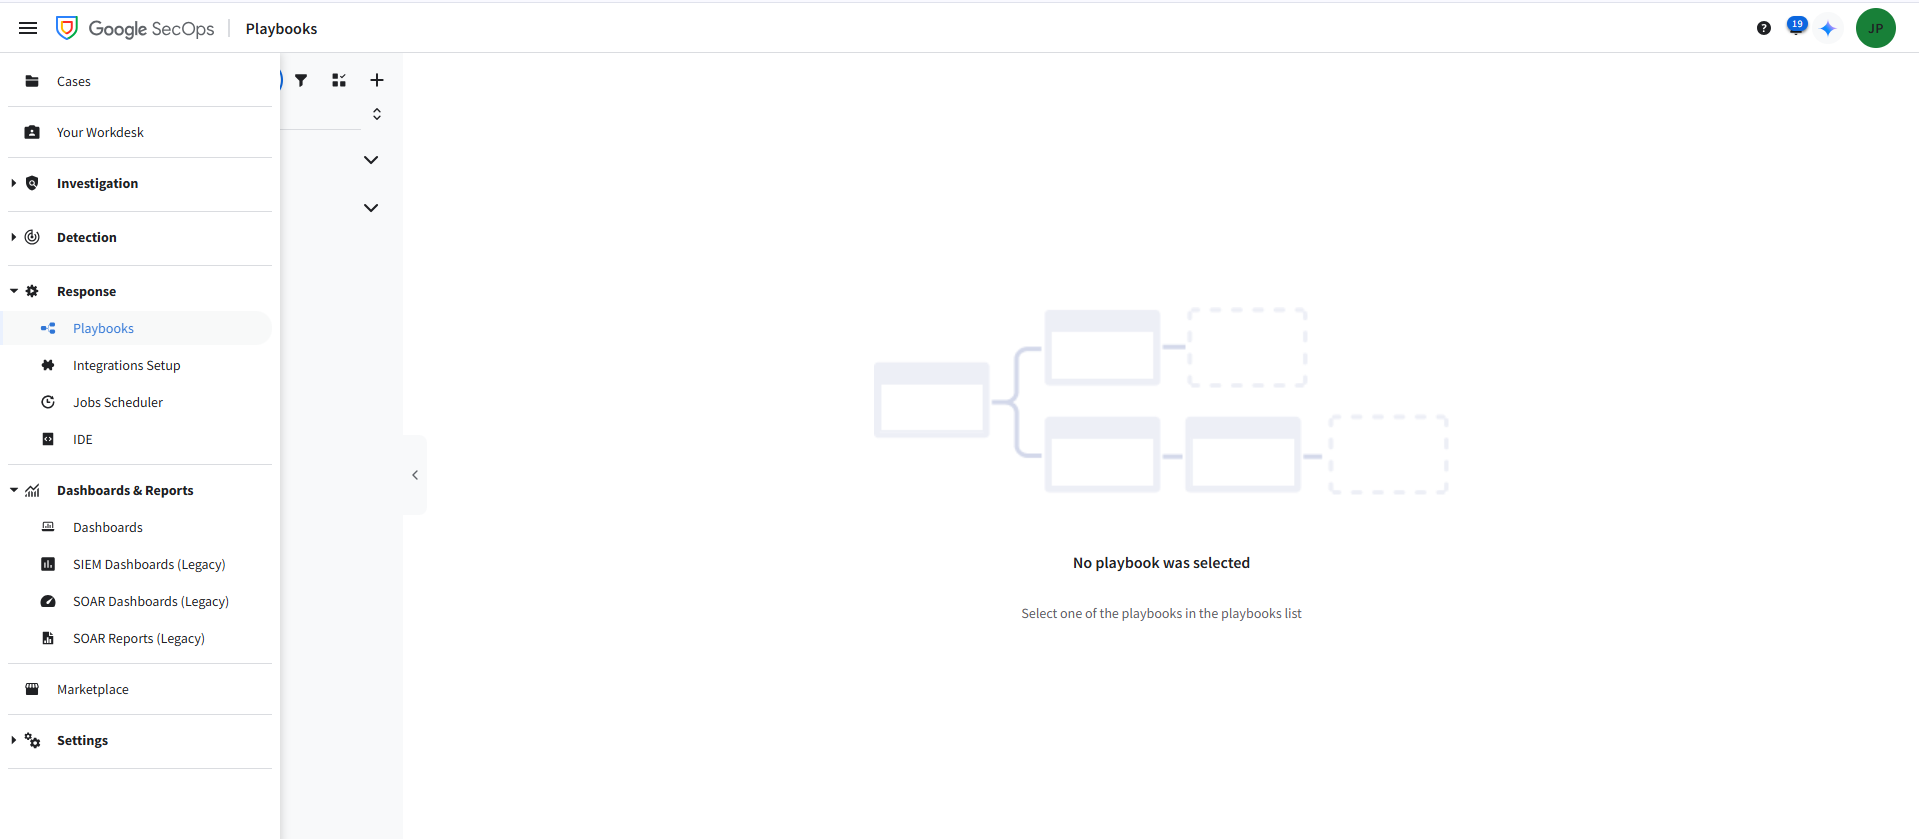 Google SecOps
Playbooks
19
JP
Cases
Your Workdesk
Investigation
Detection
Response
Playbooks
Integrations Setup
Jobs Scheduler
IDE
Dashboards & Reports
Dashboards
SIEM Dashboards (Legacy)
SOAR Dashboards (Legacy)
SOAR Reports (Legacy)
Marketplace
Settings
No playbook was selected
Select one of the playbooks in the playbooks list